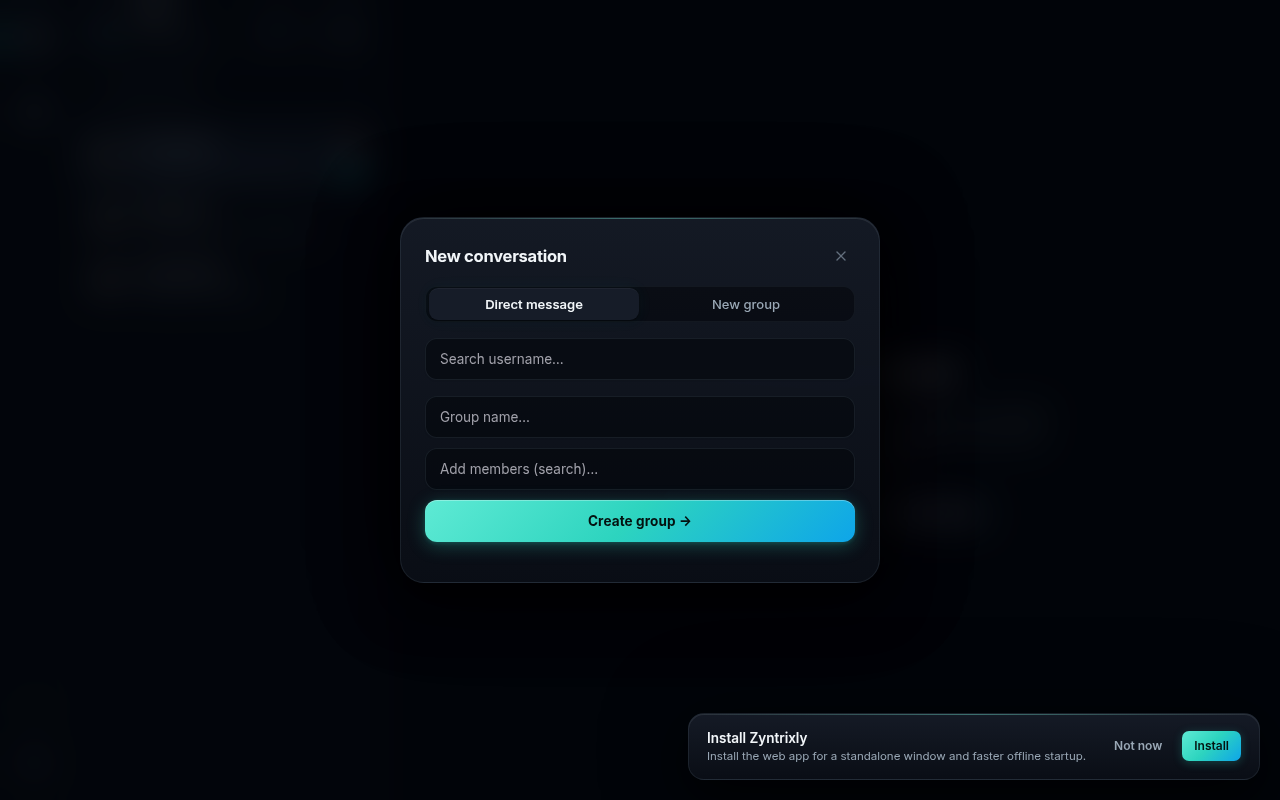 New conversation
Direct message
New group
Search username...
Group name...
Add members (search)...
Create group →
Install Zyntrixly
Install the web app for a standalone window and faster offline startup.
Not now
Install